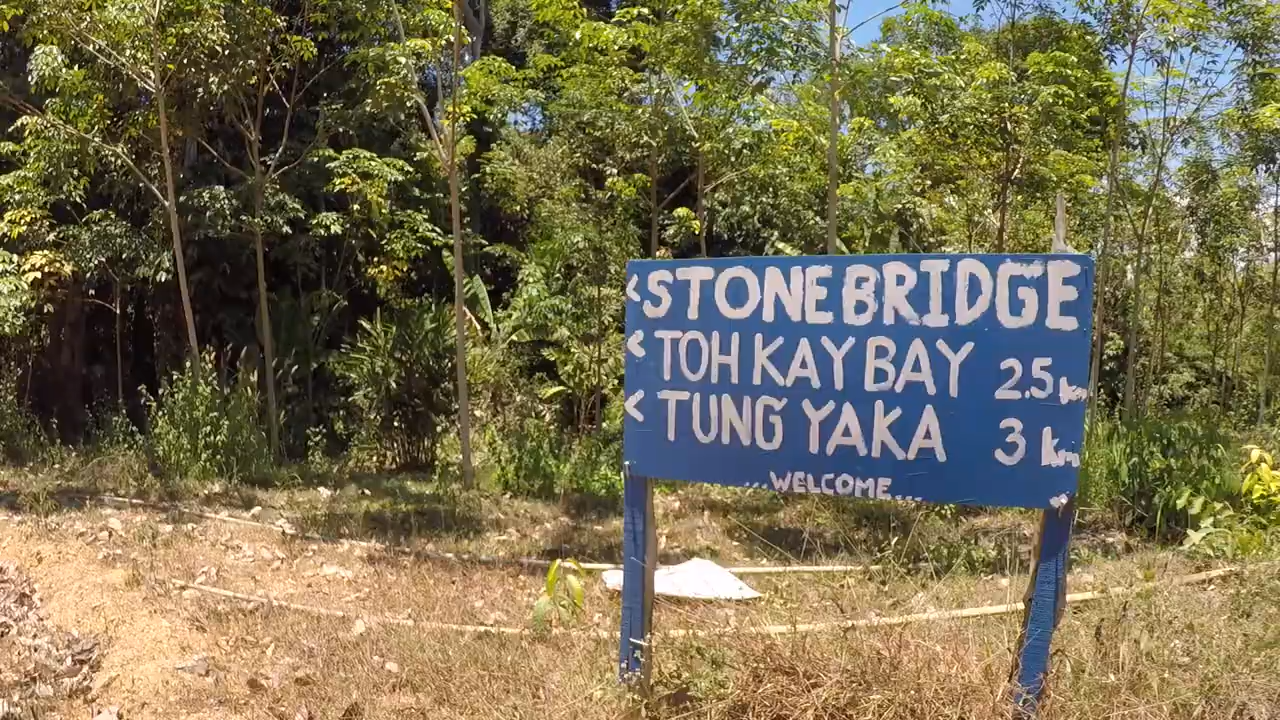 <STONE BRIDGE
< TOH KAY BAY 2.5 km
< TUNG YAKA 3 km
...WELCOME...